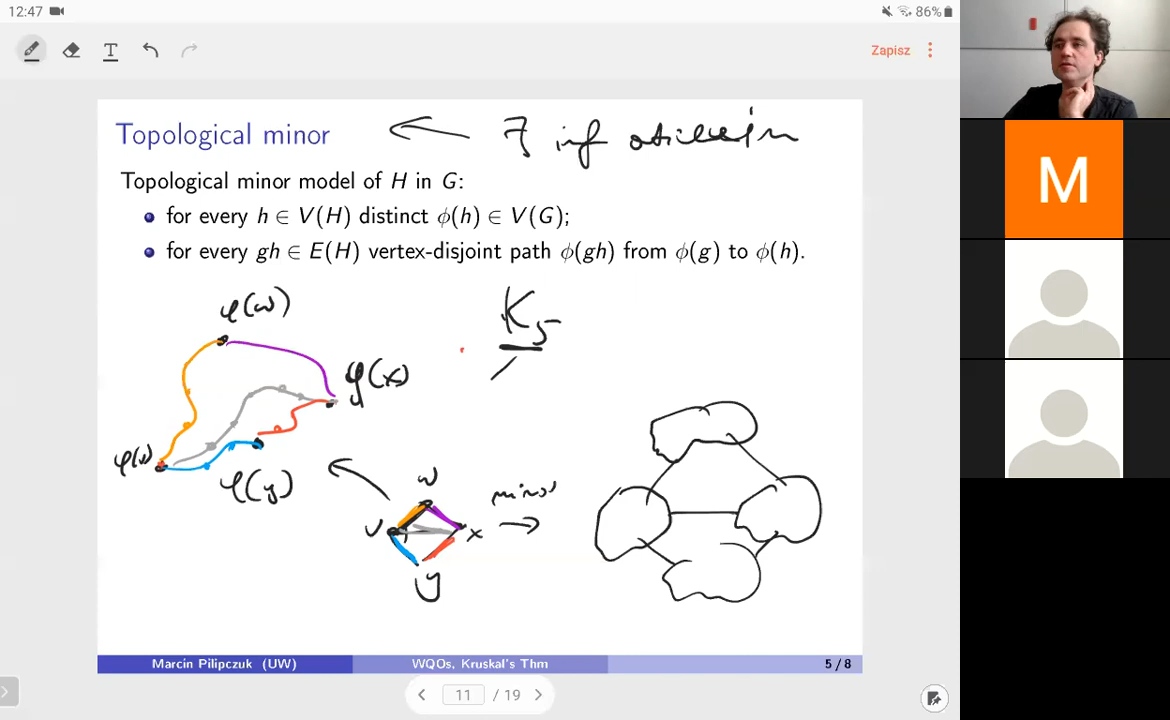 12:47
86%
Zapisz
Topological minor
∃ inf antichain
Topological minor model of H in G:
for every h ∈ V(H) distinct ϕ(h) ∈ V(G);
for every gh ∈ E(H) vertex-disjoint path ϕ(gh) from ϕ(g) to ϕ(h).
φ(w)
K₅
φ(x)
φ(v)
φ(y)
w
minor
v
x
y
Marcin Pilipczuk (UW)
WQOs, Kruskal's Thm
5 / 8
11 / 19
M